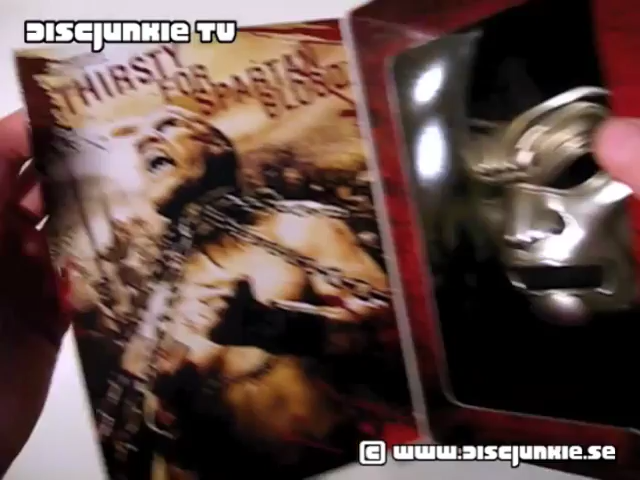 DISCJUNKIE TV
THIRSTY
FOR
SPARTAN
BLOOD
© WWW.DISCJUNKIE.SE